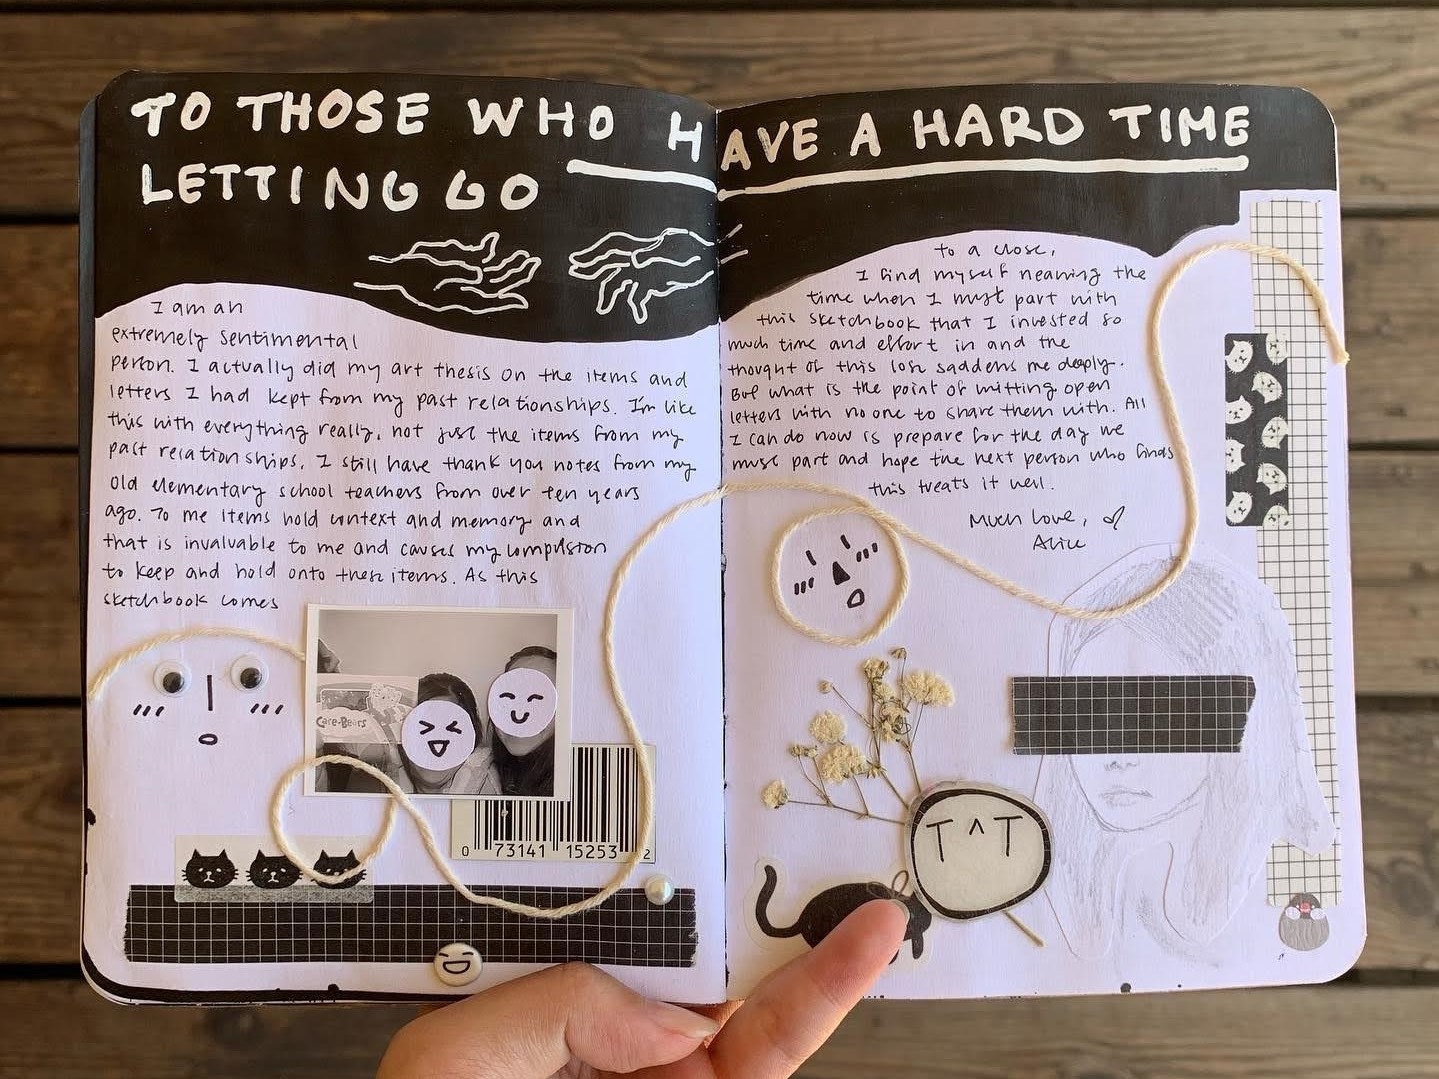 TO THOSE WHO HAVE A HARD TIME
LETTING GO
I am an
extremely sentimental
person. I actually did my art thesis on the items and
letters I had kept from my past relationships. I'm like
this with everything really, not just the items from my
past relationships. I still have thank you notes from my
old elementary school teachers from over ten years
ago. To me items hold context and memory and
that is invaluable to me and causes my compulsion
to keep and hold onto these items. As this
sketchbook comes
to a close,
I find myself nearing the
time when I must part with
this sketchbook that I invested so
much time and effort in and the
thought of this loss saddens me deeply.
But what is the point of writting open
letters with no one to share them with. All
I can do now is prepare for the day we
must part and hope the next person who finds
this treats it well.
Much Love,
Alice
Care-Bears
0 73141 15253 2
T^T